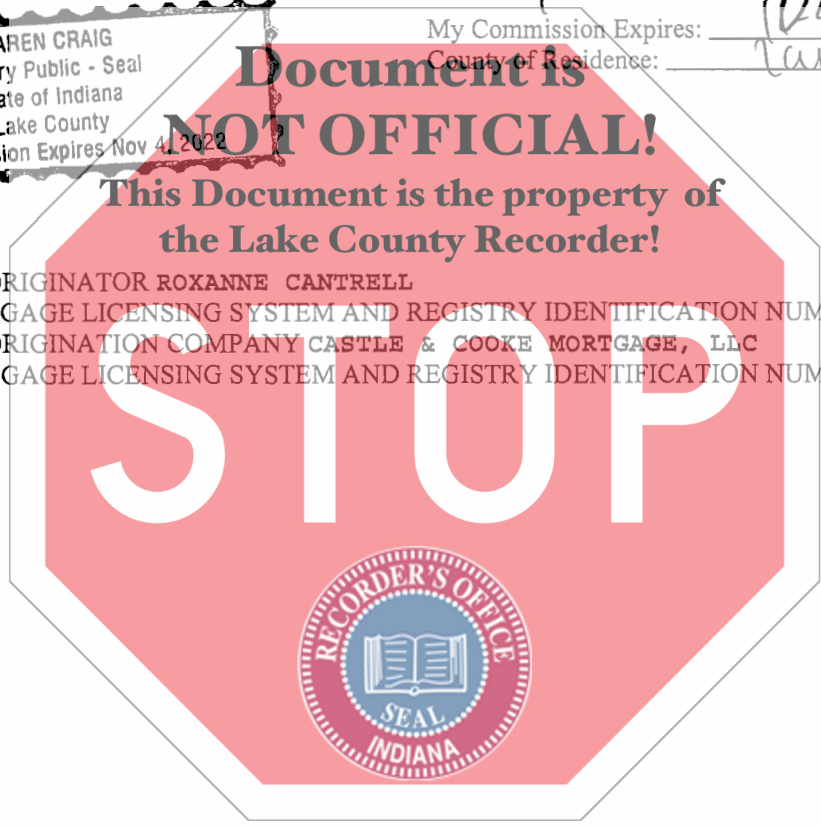 AREN CRAIG
ry Public - Seal
ate of Indiana
Lake County
ion Expires Nov 4, 2022
My Commission Expires:
County of Residence:
Document is
NOT OFFICIAL!
This Document is the property of
the Lake County Recorder!
RIGINATOR ROXANNE CANTRELL
GAGE LICENSING SYSTEM AND REGISTRY IDENTIFICATION NUM
RIGINATION COMPANY CASTLE & COOKE MORTGAGE, LLC
GAGE LICENSING SYSTEM AND REGISTRY IDENTIFICATION NUM
STOP
RECORDER'S OFFICE
SEAL
INDIANA